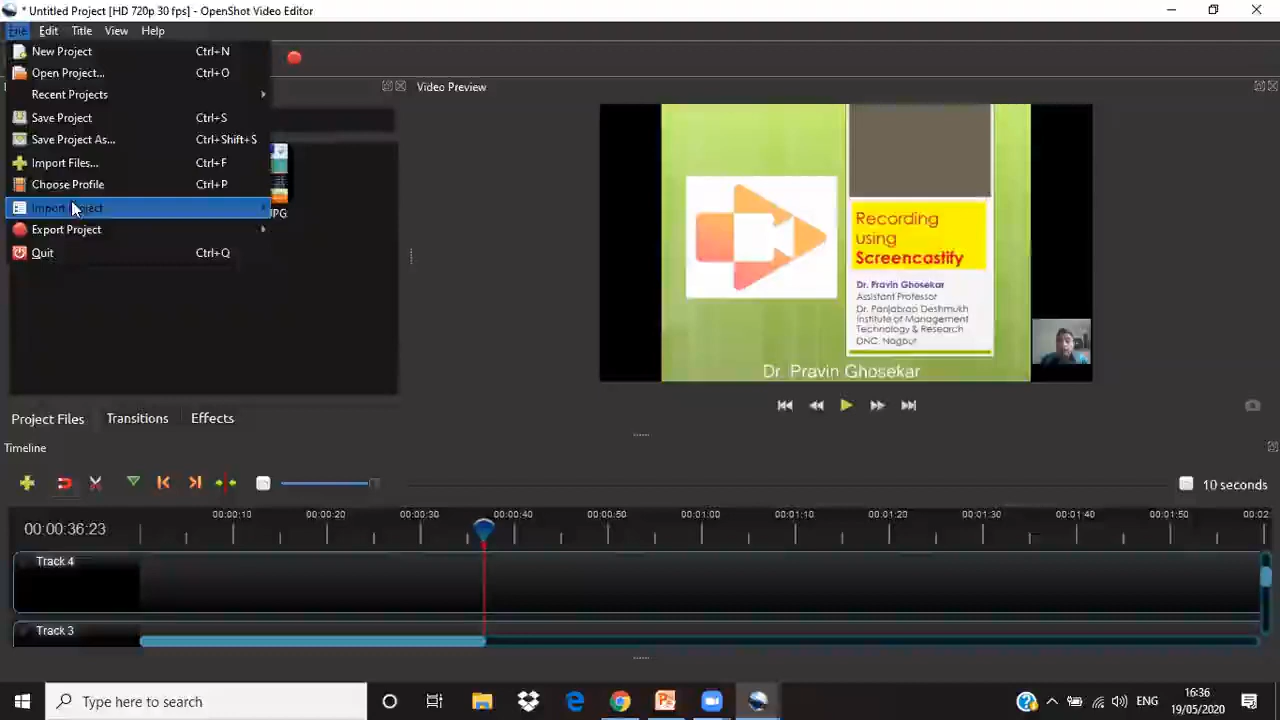 * Untitled Project [HD 720p 30 fps] - OpenShot Video Editor
File Edit Title View Help
New Project Ctrl+N
Open Project... Ctrl+O
Recent Projects
Save Project Ctrl+S
Save Project As... Ctrl+Shift+S
Import Files... Ctrl+F
Choose Profile Ctrl+P
Import Project
Export Project
Quit Ctrl+Q
JPG
Video Preview
Recording
using
Screencastify
Dr. Pravin Ghosekar
Assistant Professor
Dr. Panjabrao Deshmukh
Institute of Management
Technology & Research
DNC, Nagpur
Dr. Pravin Ghosekar
Project Files Transitions Effects
Timeline
10 seconds
00:00:36:23
00:00:10 00:00:20 00:00:30 00:00:40 00:00:50 00:01:00 00:01:10 00:01:20 00:01:30 00:01:40 00:01:50 00:02
Track 4
Track 3
Type here to search
ENG
16:36
19/05/2020